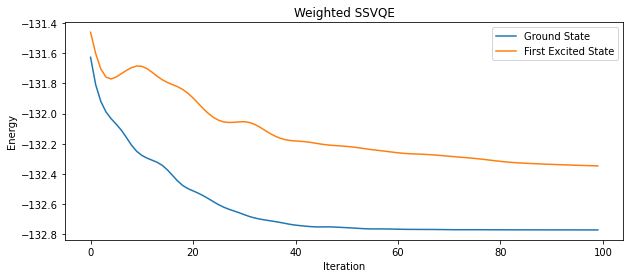 Weighted SSVQE
Ground State
First Excited State
Energy
−131.4
−131.6
−131.8
−132.0
−132.2
−132.4
−132.6
−132.8
0 20 40 60 80 100
Iteration